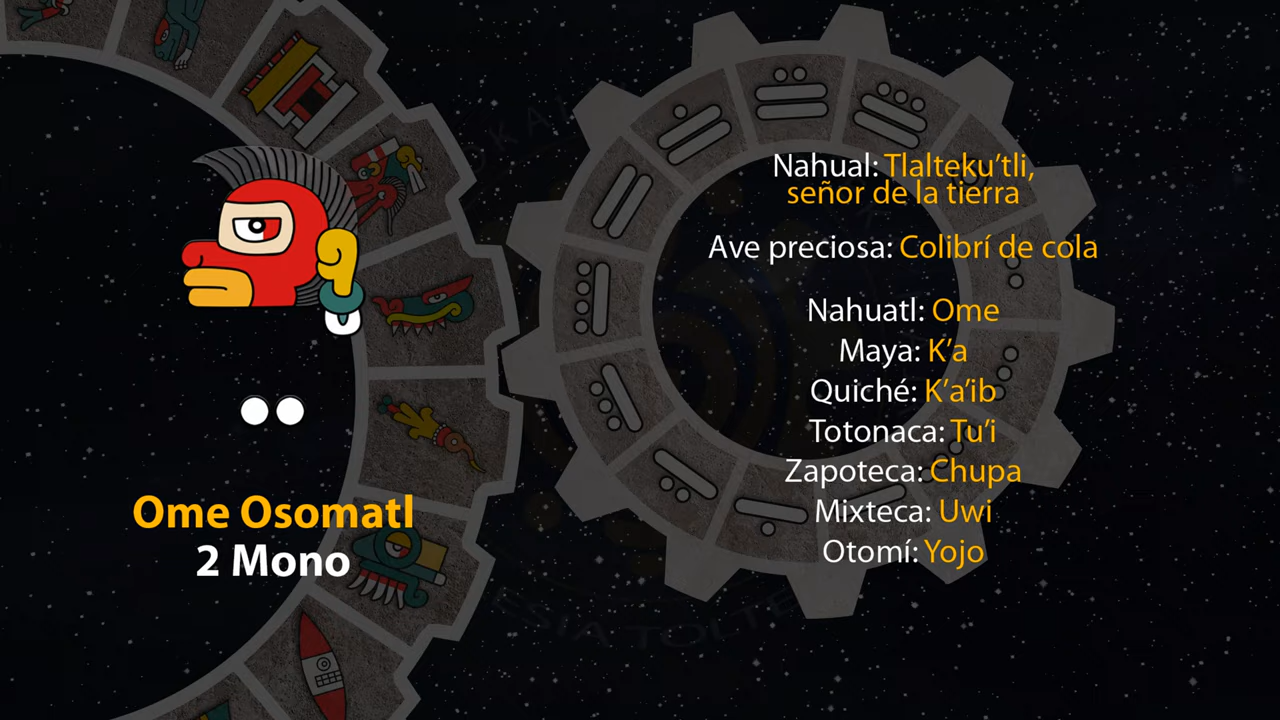 Nahual: Tlalteku’tli,
señor de la tierra
Ave preciosa: Colibrí de cola
Nahuatl: Ome
Maya: K’a
Quiché: K’a’ib
Totonaca: Tu’i
Zapoteca: Chupa
Mixteca: Uwi
Otomí: Yojo
Ome Osomatl
2 Mono